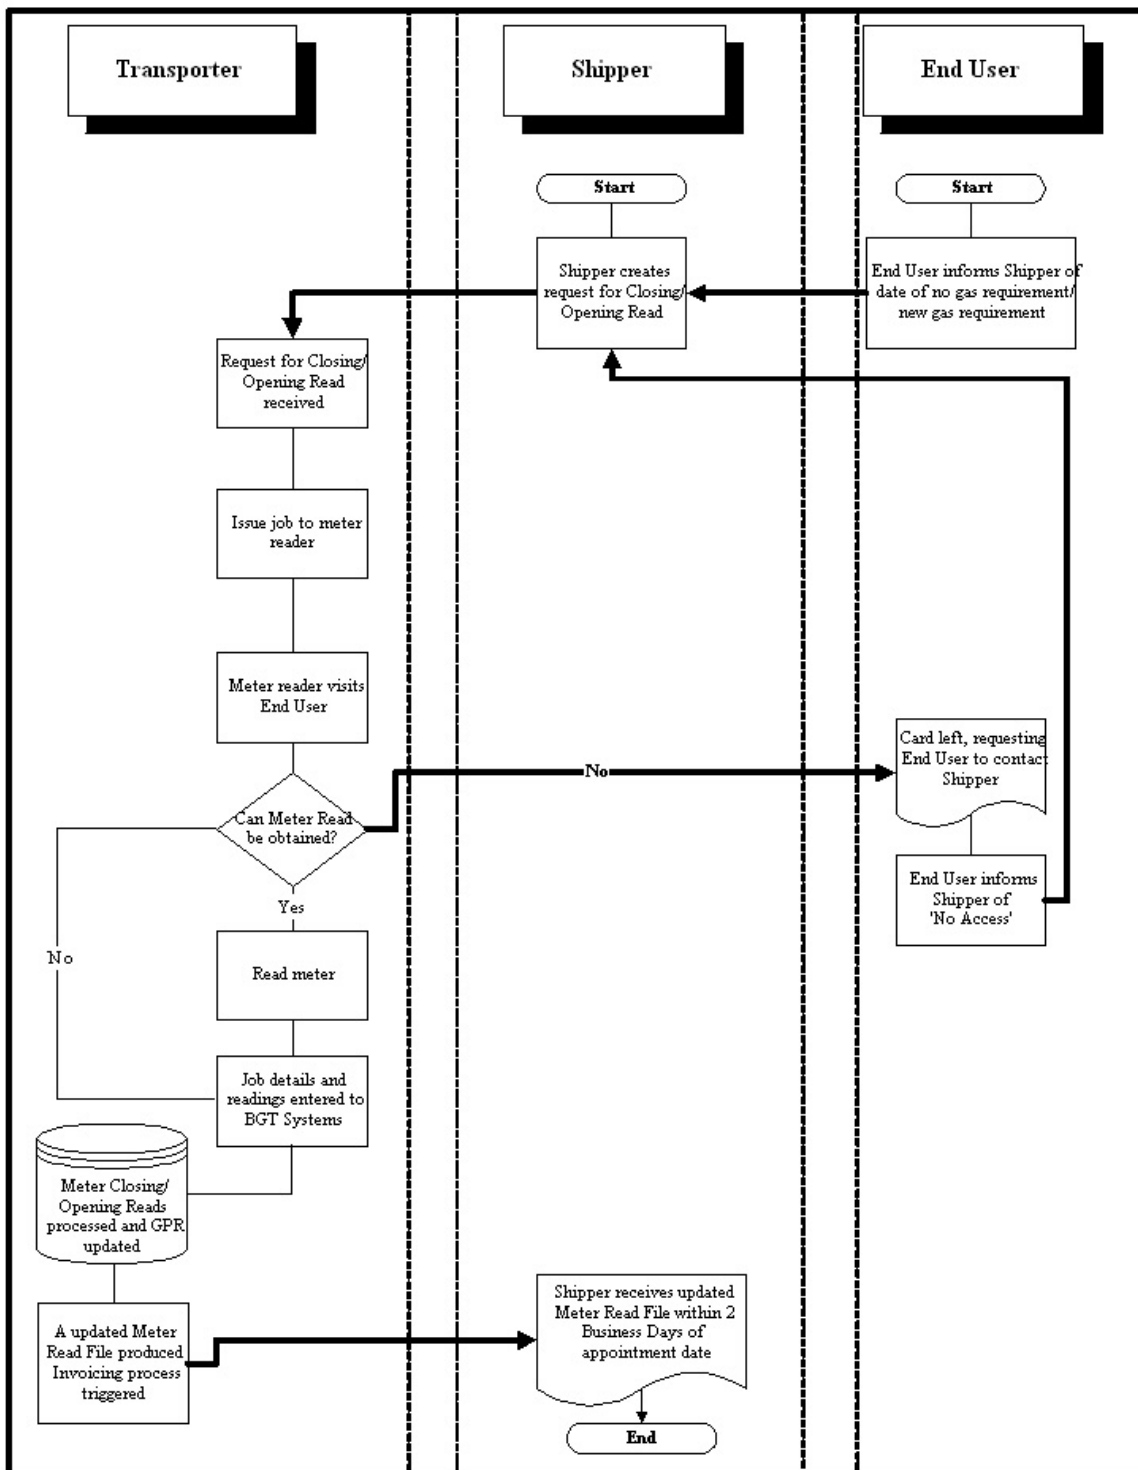 Transporter
Shipper
End User
Start
Start
Shipper creates
request for Closing/
Opening Read
End User informs Shipper of
date of no gas requirement/
new gas requirement
Request for Closing/
Opening Read
received
Issue job to meter
reader
Meter reader visits
End User
Card left, requesting
End User to contact
Shipper
No
Can Meter Read
be obtained?
End User informs
Shipper of
'No Access'
Yes
No
Read meter
Job details and
readings entered to
BGT Systems
Meter Closing/
Opening Reads
processed and GPR
updated
Shipper receives updated
Meter Read File within 2
Business Days of
appointment date
A updated Meter
Read File produced
Invoicing process
triggered
End